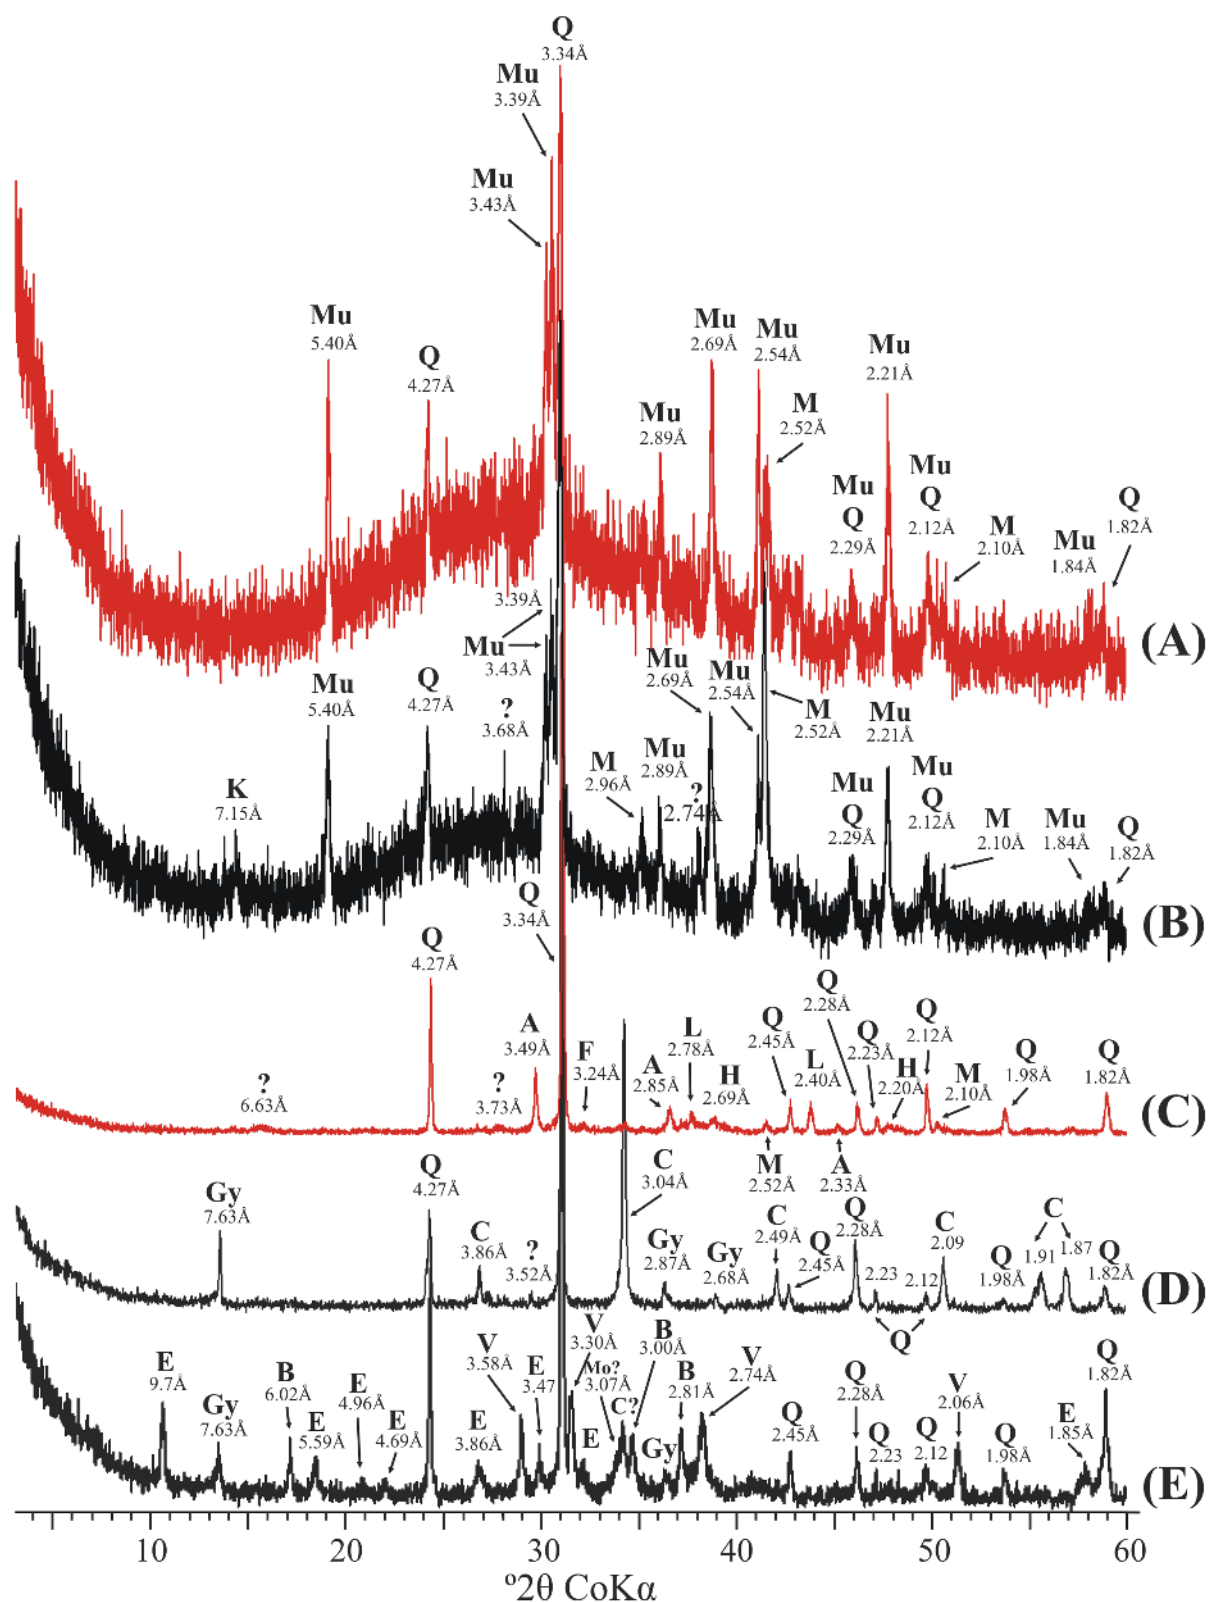 Q
3.34Å
Mu
3.39Å
Mu
3.43Å
Mu
5.40Å
Q
4.27Å
Mu
2.89Å
Mu
2.69Å
Mu
2.54Å
M
2.52Å
Mu
2.21Å
Mu
Q
2.29Å
Mu
Q
2.12Å
M
2.10Å
Mu
1.84Å
Q
1.82Å
(A)
K
7.15Å
Mu
5.40Å
Q
4.27Å
?
3.68Å
3.39Å
Mu
3.43Å
M
2.96Å
Mu
2.89Å
?
2.74Å
Mu
2.69Å
Mu
2.54Å
M
2.52Å
Mu
2.21Å
Mu
Q
2.29Å
Mu
Q
2.12Å
M
2.10Å
Mu
1.84Å
Q
1.82Å
(B)
?
6.63Å
Q
4.27Å
?
3.73Å
A
3.49Å
Q
3.34Å
F
3.24Å
A
2.85Å
L
2.78Å
H
2.69Å
M
2.52Å
Q
2.45Å
L
2.40Å
A
2.33Å
Q
2.28Å
Q
2.23Å
H
2.20Å
Q
2.12Å
M
2.10Å
Q
1.98Å
Q
1.82Å
(C)
Gy
7.63Å
Q
4.27Å
C
3.86Å
?
3.52Å
C
3.04Å
Gy
2.87Å
Gy
2.68Å
C
2.49Å
Q
2.45Å
Q
2.28Å
2.23
2.12
Q
C
2.09
Q
1.98Å
C
1.91
1.87
Q
1.82Å
(D)
E
9.7Å
Gy
7.63Å
B
6.02Å
E
5.59Å
E
4.96Å
E
4.69Å
E
3.86Å
V
3.58Å
E
3.47
V
3.30Å
E
Mo?
3.07Å
C?
B
3.00Å
Gy
B
2.81Å
V
2.74Å
Q
2.45Å
Q
2.28Å
Q
2.23
Q
2.12
V
2.06Å
Q
1.98Å
E
1.85Å
Q
1.82Å
(E)
10 20 30 40 50 60
º2θ CoKα